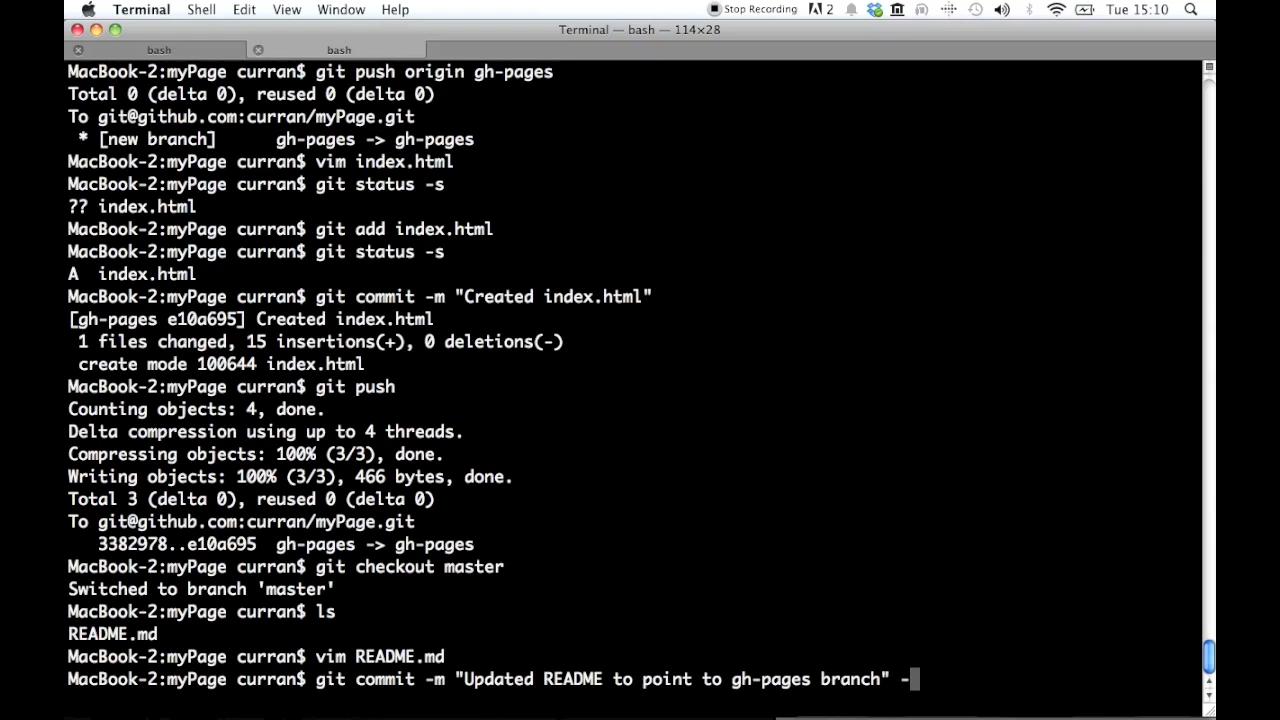 Terminal Shell Edit View Window Help Stop Recording 2 Tue 15:10
Terminal — bash — 114×28
bash bash
MacBook-2:myPage curran$ git push origin gh-pages
Total 0 (delta 0), reused 0 (delta 0)
To git@github.com:curran/myPage.git
 * [new branch]      gh-pages -> gh-pages
MacBook-2:myPage curran$ vim index.html
MacBook-2:myPage curran$ git status -s
?? index.html
MacBook-2:myPage curran$ git add index.html
MacBook-2:myPage curran$ git status -s
A  index.html
MacBook-2:myPage curran$ git commit -m "Created index.html"
[gh-pages e10a695] Created index.html
 1 files changed, 15 insertions(+), 0 deletions(-)
 create mode 100644 index.html
MacBook-2:myPage curran$ git push
Counting objects: 4, done.
Delta compression using up to 4 threads.
Compressing objects: 100% (3/3), done.
Writing objects: 100% (3/3), 466 bytes, done.
Total 3 (delta 0), reused 0 (delta 0)
To git@github.com:curran/myPage.git
   3382978..e10a695  gh-pages -> gh-pages
MacBook-2:myPage curran$ git checkout master
Switched to branch 'master'
MacBook-2:myPage curran$ ls
README.md
MacBook-2:myPage curran$ vim README.md
MacBook-2:myPage curran$ git commit -m "Updated README to point to gh-pages branch" -